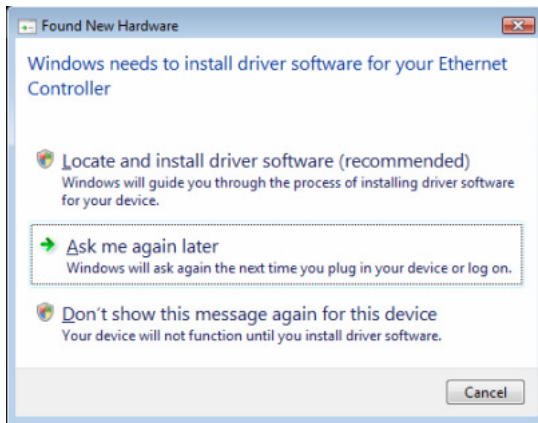 Found New Hardware
Windows needs to install driver software for your Ethernet
Controller
Locate and install driver software (recommended)
Windows will guide you through the process of installing driver software
for your device.
Ask me again later
Windows will ask again the next time you plug in your device or log on.
Don't show this message again for this device
Your device will not function until you install driver software.
Cancel